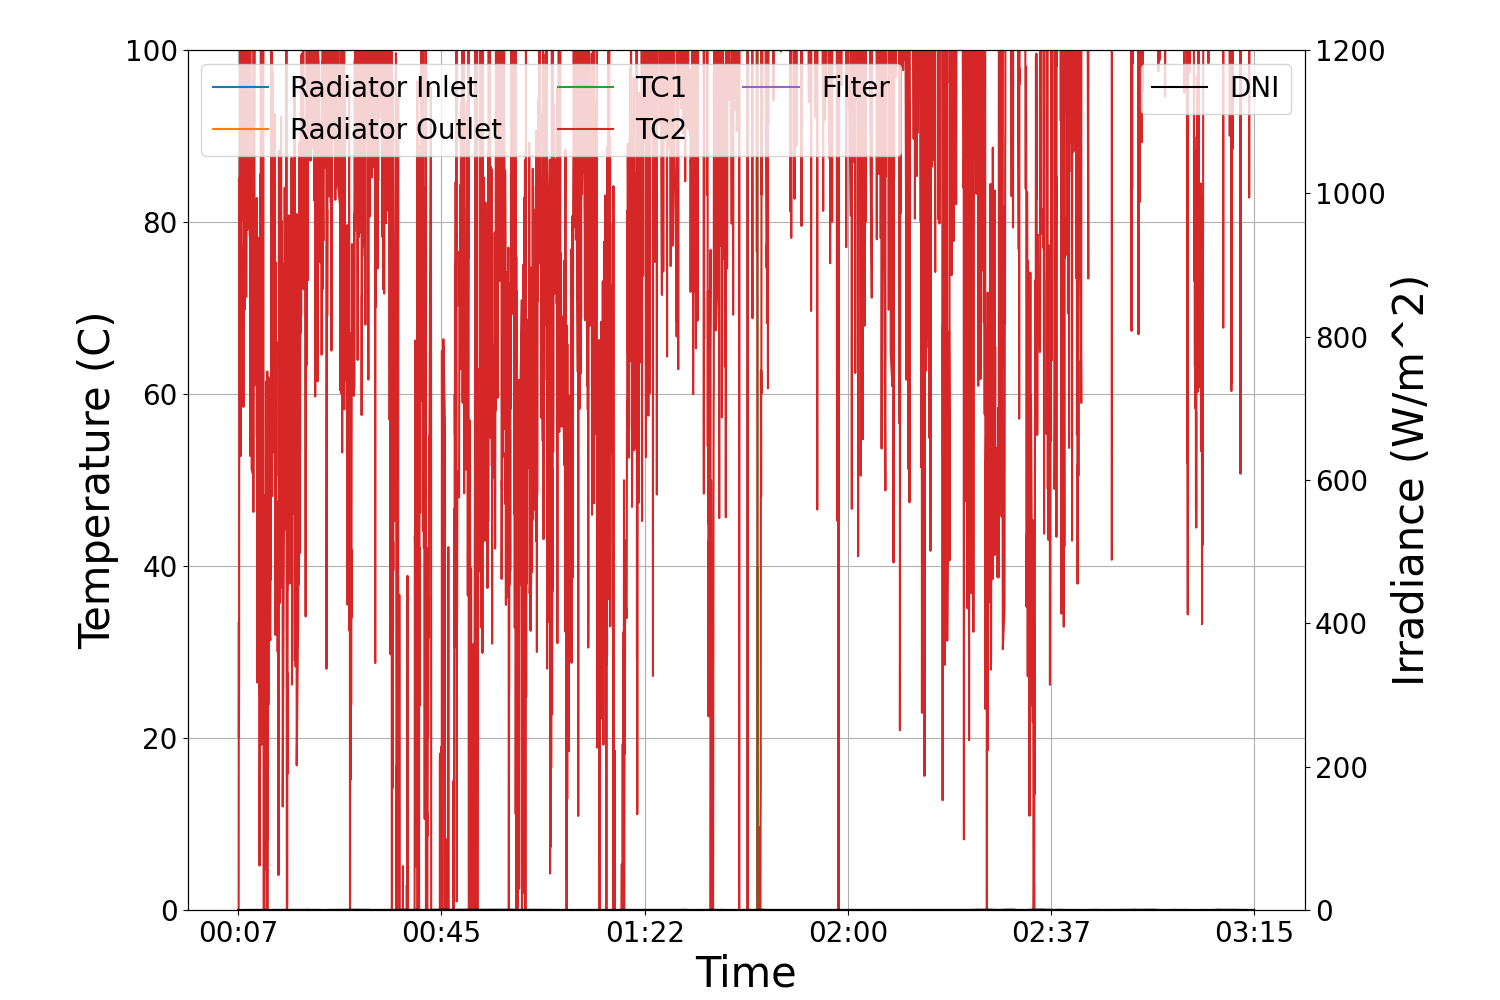 Radiator Inlet
Radiator Outlet
TC1
TC2
Filter
DNI
Temperature (C)
100
80
60
40
20
0
Irradiance (W/m^2)
1200
1000
800
600
400
200
0
00:07 00:45 01:22 02:00 02:37 03:15
Time